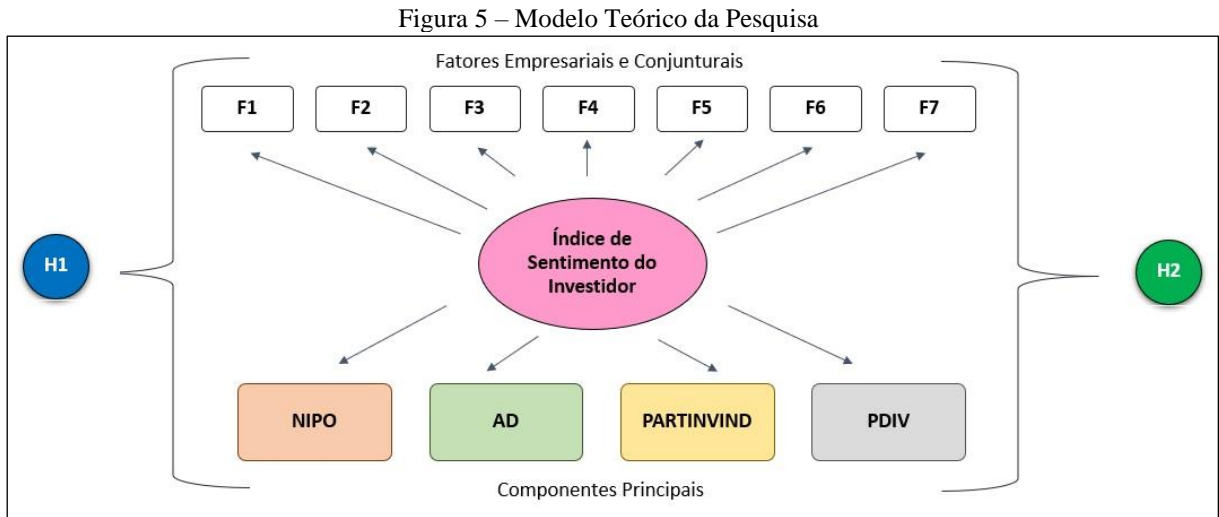 Figura 5 – Modelo Teórico da Pesquisa
Fatores Empresariais e Conjunturais
F1 F2 F3 F4 F5 F6 F7
Índice de
Sentimento do
Investidor
H1
H2
NIPO AD PARTINVIND PDIV
Componentes Principais